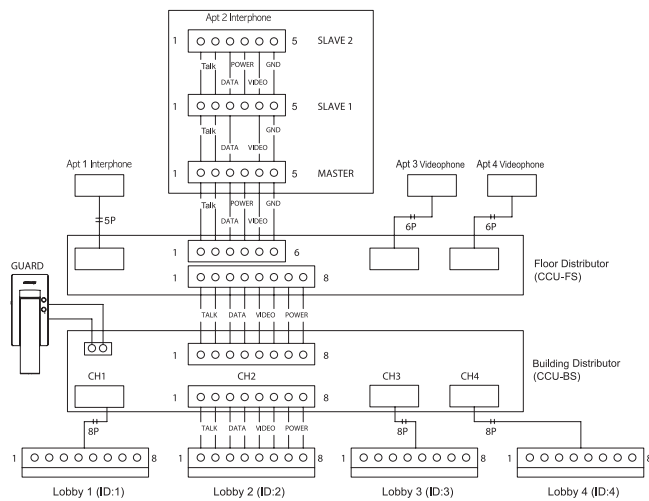 Apt 2 Interphone
1 5 SLAVE 2
Talk POWER GND
DATA VIDEO
1 5 SLAVE 1
Talk GND
DATA VIDEO
1 5 MASTER
Talk POWER GND
DATA VIDEO
Apt 1 Interphone
5P
Apt 3 Videophone
6P
Apt 4 Videophone
6P
1 6
1 8
Floor Distributor
(CCU-FS)
GUARD
TALK DATA VIDEO POWER
1 8
Building Distributor
(CCU-BS)
CH1 CH2 CH3 CH4
1 8
8P TALK DATA VIDEO POWER 8P 8P
1 8 1 8 1 8 1 8
Lobby 1 (ID:1) Lobby 2 (ID:2) Lobby 3 (ID:3) Lobby 4 (ID:4)